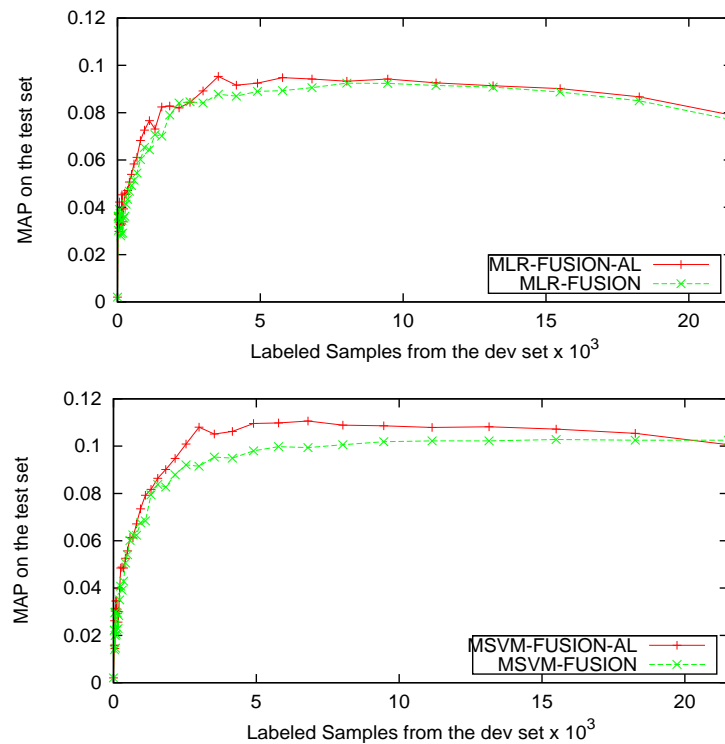 0.12
0.1
0.08
0.06
0.04
0.02
0
MAP on the test set
MLR-FUSION-AL
MLR-FUSION
0 5 10 15 20
Labeled Samples from the dev set x 10^3
0.12
0.1
0.08
0.06
0.04
0.02
0
MAP on the test set
MSVM-FUSION-AL
MSVM-FUSION
0 5 10 15 20
Labeled Samples from the dev set x 10^3